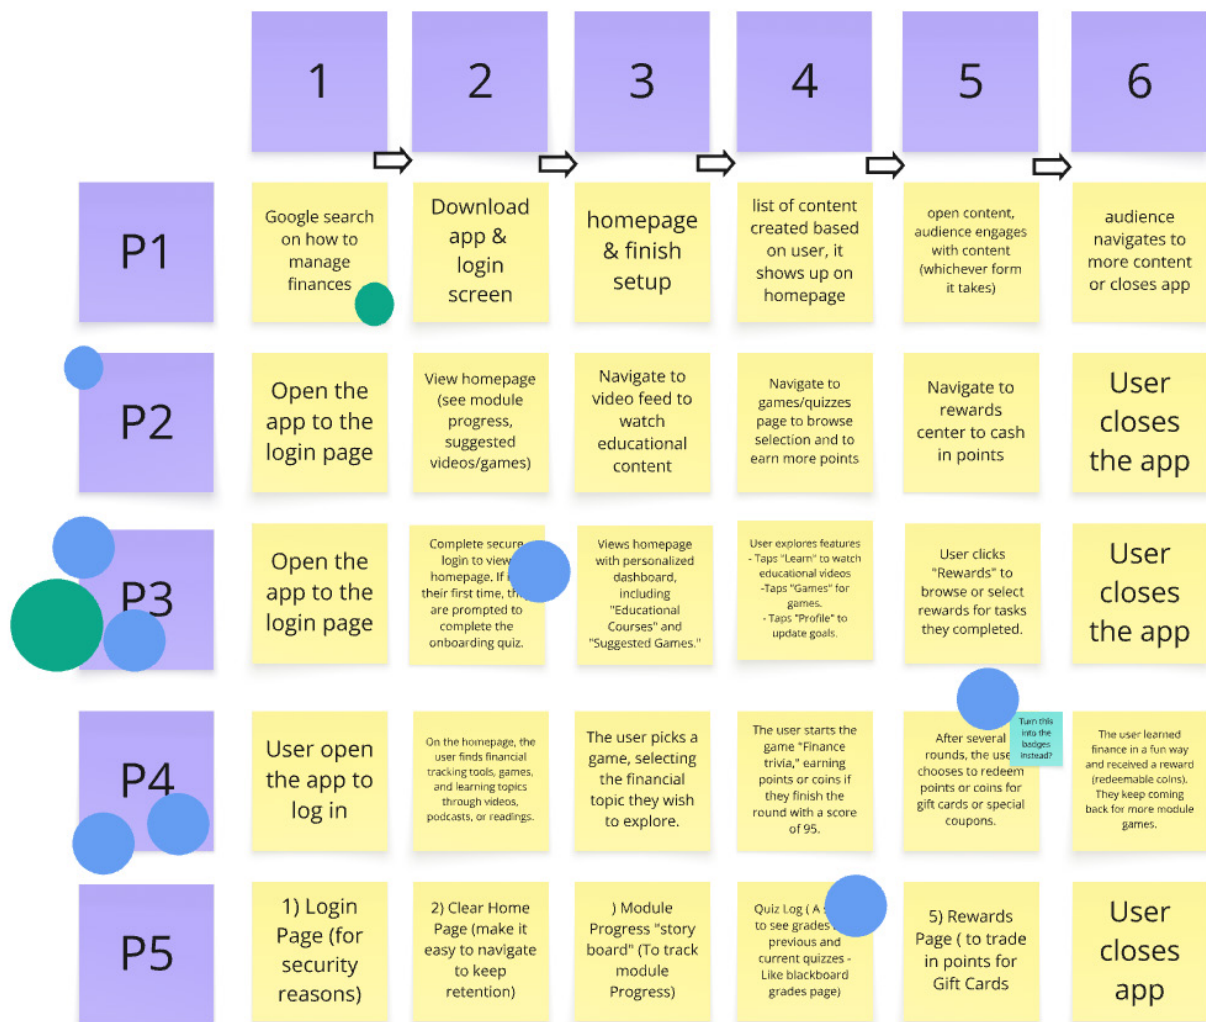 1
2
3
4
5
6
P1
Google search
on how to
manage
finances
Download
app &
login
screen
homepage
& finish
setup
list of content
created based
on user, it
shows up on
homepage
open content,
audience engages
with content
(whichever form
it takes)
audience
navigates to
more content
or closes app
P2
Open the
app to the
login page
View homepage
(see module
progress,
suggested
videos/games)
Navigate to
video feed to
watch
educational
content
Navigate to
games/quizzes
page to browse
selection and to
earn more points
Navigate to
rewards
center to cash
in points
User
closes
the app
P3
Open the
app to the
login page
Complete secure
login to view
homepage. If
their first time,
are prompted to
complete the
onboarding quiz.
Views homepage
with personalized
dashboard,
including
"Educational
Courses" and
"Suggested Games."
User explores features
- Taps "Learn" to watch
educational videos
-Taps "Games" for
games.
- Taps "Profile" to
update goals.
User clicks
"Rewards" to
browse or select
rewards for tasks
they completed.
User
closes
the app
P4
User open
the app to
log in
On the homepage, the
user finds financial
tracking tools, games,
and learning topics
through videos,
podcasts, or readings.
The user picks a
game, selecting
the financial
topic they wish
to explore.
The user starts the
game "Finance
trivia," earning
points or coins if
they finish the
round with a score
of 95.
After several
rounds, the user
chooses to redeem
points or coins for
gift cards or special
coupons.
Turn this
into the
badges
instead?
The user learned
finance in a fun way
and received a reward
(redeemable coins).
They keep coming
back for more module
games.
P5
1) Login
Page (for
security
reasons)
2) Clear Home
Page (make it
easy to navigate
to keep
retention)
) Module
Progress "story
board" (To track
module
Progress)
Quiz Log ( A
to see grades
previous and
current quizzes -
Like blackboard
grades page)
5) Rewards
Page ( to trade
in points for
Gift Cards
User
closes
app